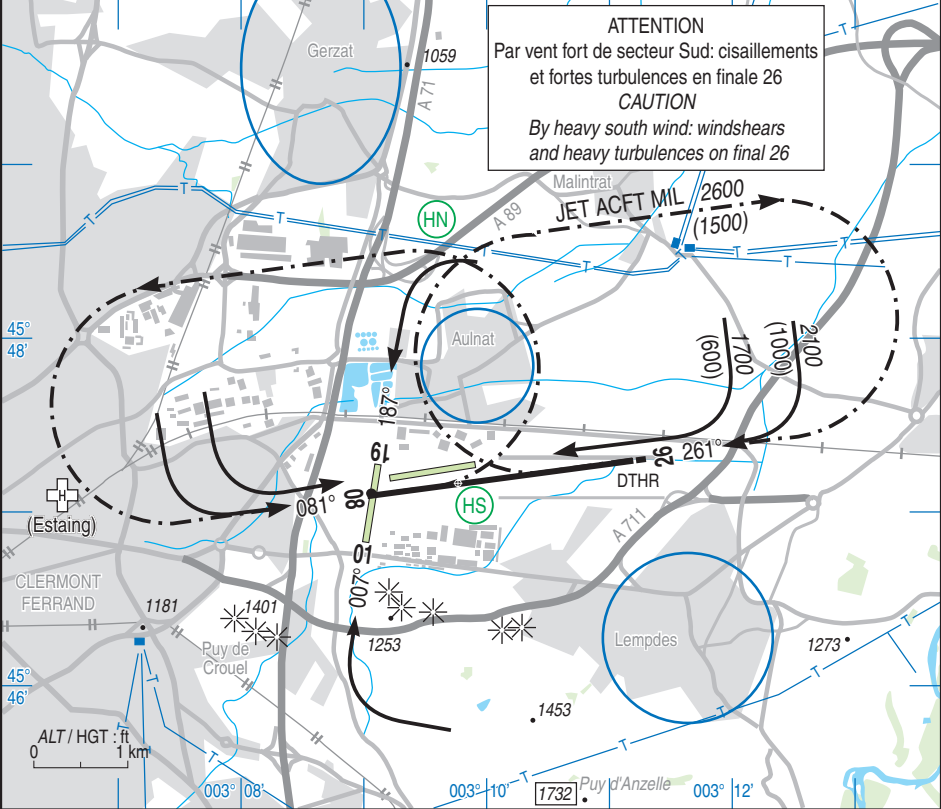 ATTENTION
Par vent fort de secteur Sud: cisaillements
et fortes turbulences en finale 26
CAUTION
By heavy south wind: windshears
and heavy turbulences on final 26
Gerzat
1059
A 71
Malintrat
T
T
HN
A 89
JET ACFT MIL
2600
(1500)
T
T
T
T
T
T
T
45°
48'
Aulnat
1700
(600)
2100
(1000)
187°
19
26
261°
DTHR
08
081°
HS
(Estaing)
H
A 711
01
007°
CLERMONT
FERRAND
1181
1401
1253
Puy de
Crouel
Lempdes
1273
45°
46'
T
T
T
T
T
T
T
1453
ALT / HGT : ft
0
1 km
003° 08'
003° 10'
003° 12'
1732
Puy d'Anzelle